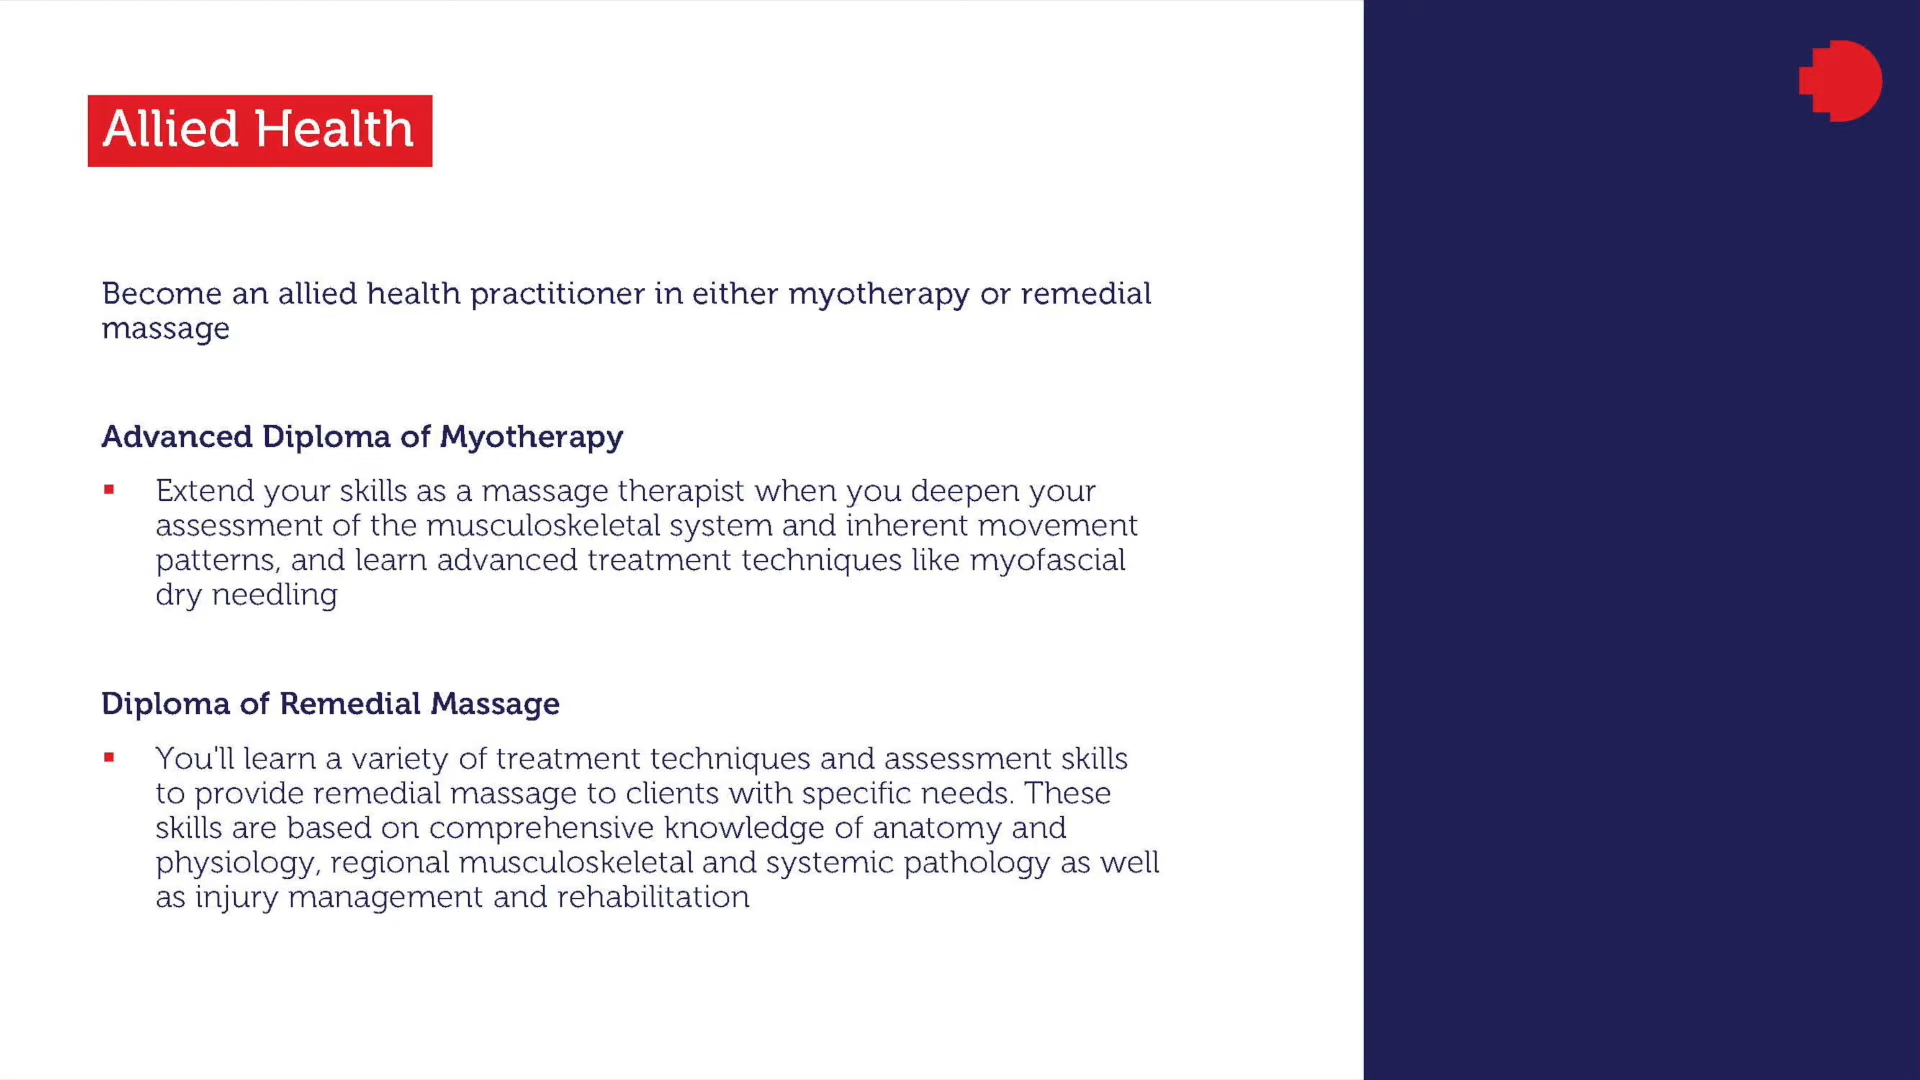 Allied Health
Become an allied health practitioner in either myotherapy or remedial
massage
Advanced Diploma of Myotherapy
▪ Extend your skills as a massage therapist when you deepen your
assessment of the musculoskeletal system and inherent movement
patterns, and learn advanced treatment techniques like myofascial
dry needling
Diploma of Remedial Massage
▪ You'll learn a variety of treatment techniques and assessment skills
to provide remedial massage to clients with specific needs. These
skills are based on comprehensive knowledge of anatomy and
physiology, regional musculoskeletal and systemic pathology as well
as injury management and rehabilitation